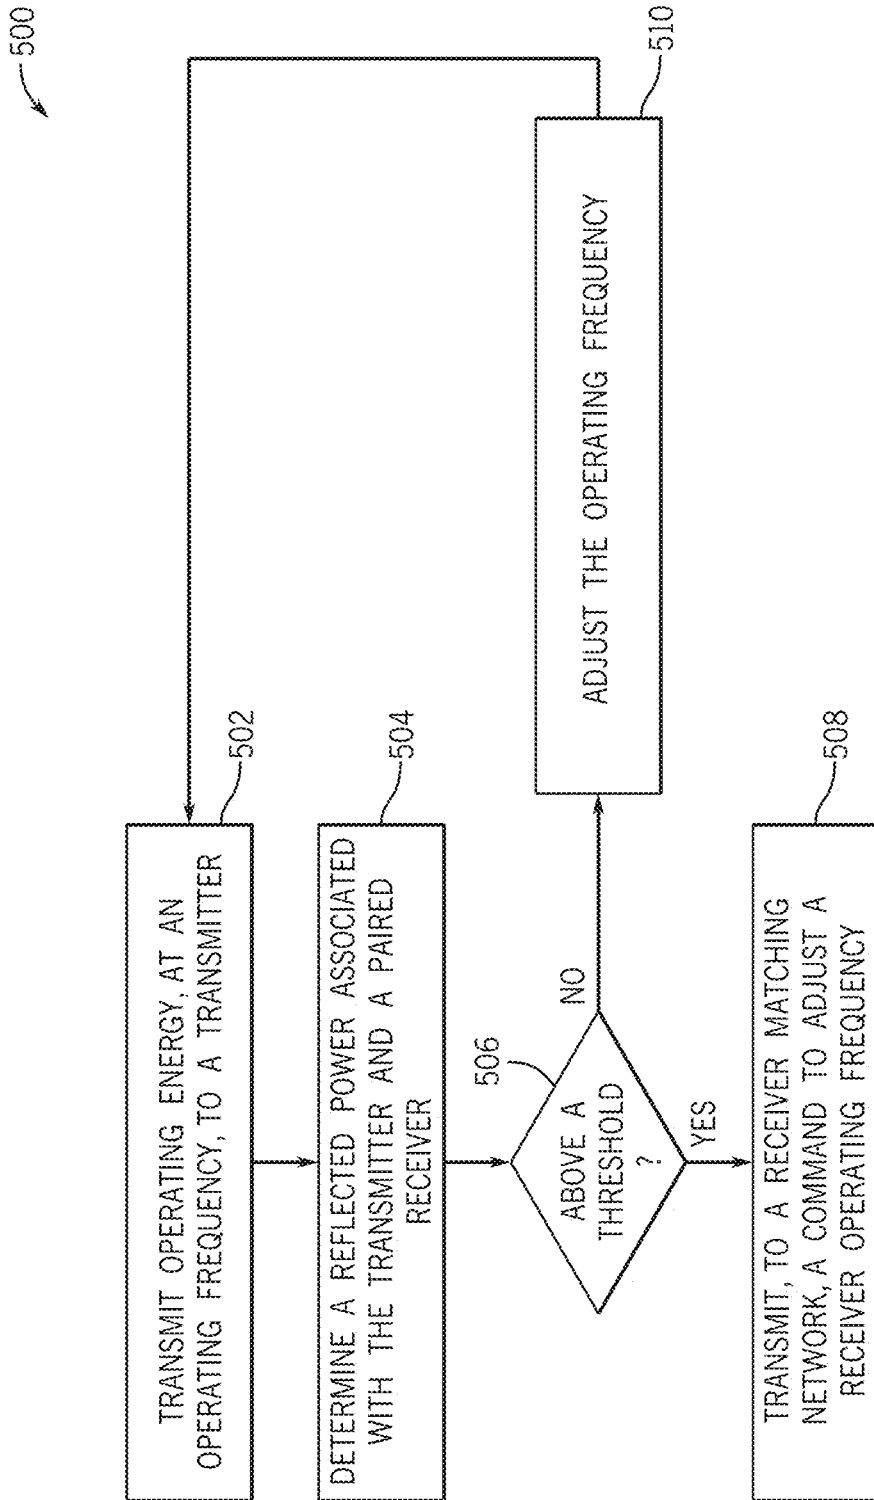 500
TRANSMIT OPERATING ENERGY, AT AN
OPERATING FREQUENCY, TO A TRANSMITTER
502
DETERMINE A REFLECTED POWER ASSOCIATED
WITH THE TRANSMITTER AND A PAIRED
RECEIVER
504
506
ABOVE A
THRESHOLD
?
NO
YES
ADJUST THE OPERATING FREQUENCY
510
TRANSMIT, TO A RECEIVER MATCHING
NETWORK, A COMMAND TO ADJUST A
RECEIVER OPERATING FREQUENCY
508